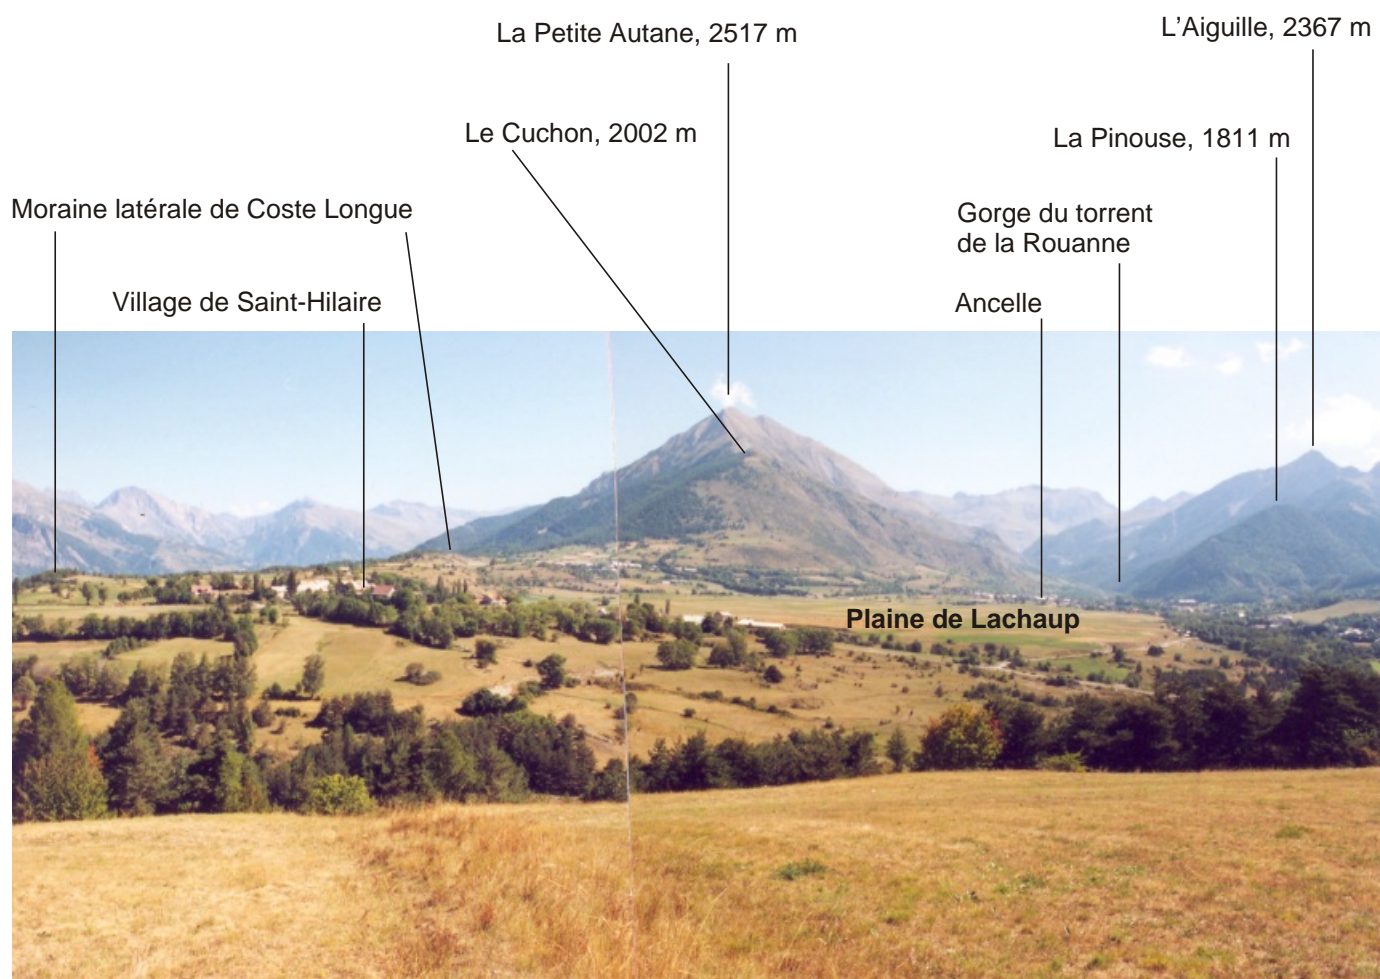 La Petite Autane, 2517 m
L'Aiguille, 2367 m
Le Cuchon, 2002 m
La Pinouse, 1811 m
Moraine latérale de Coste Longue
Gorge du torrent
de la Rouanne
Village de Saint-Hilaire
Ancelle
Plaine de Lachaup